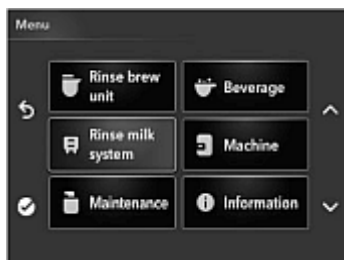 Menu
Rinse brew
unit
Beverage
Rinse milk
system
Machine
Maintenance
Information